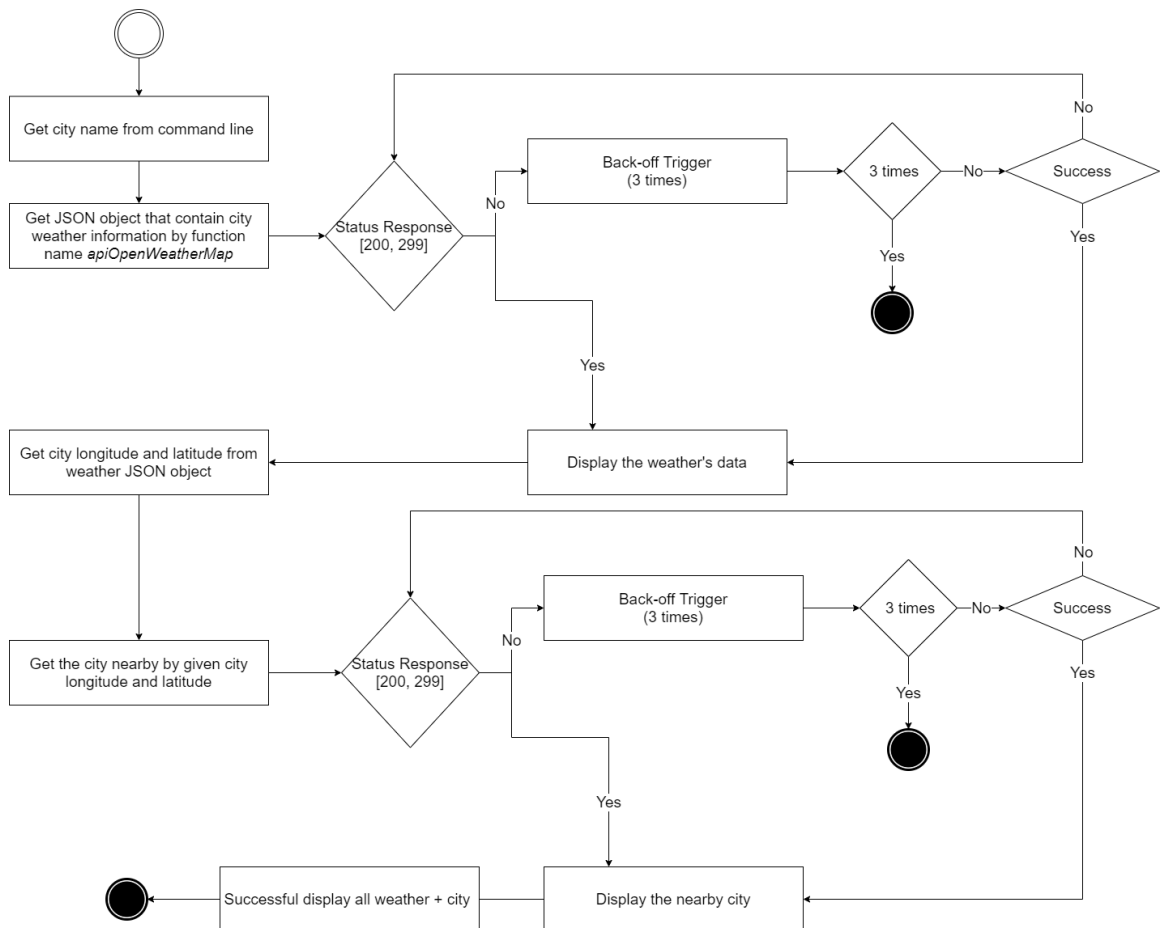 No
Get city name from command line
Back-off Trigger
(3 times)
3 times
No
Success
No
Get JSON object that contain city
weather information by function
name apiOpenWeatherMap
Status Response
[200, 299]
Yes
Yes
Yes
Get city longitude and latitude from
weather JSON object
Display the weather's data
No
Back-off Trigger
(3 times)
3 times
No
Success
No
Get the city nearby by given city
longitude and latitude
Status Response
[200, 299]
Yes
Yes
Yes
Successful display all weather + city
Display the nearby city